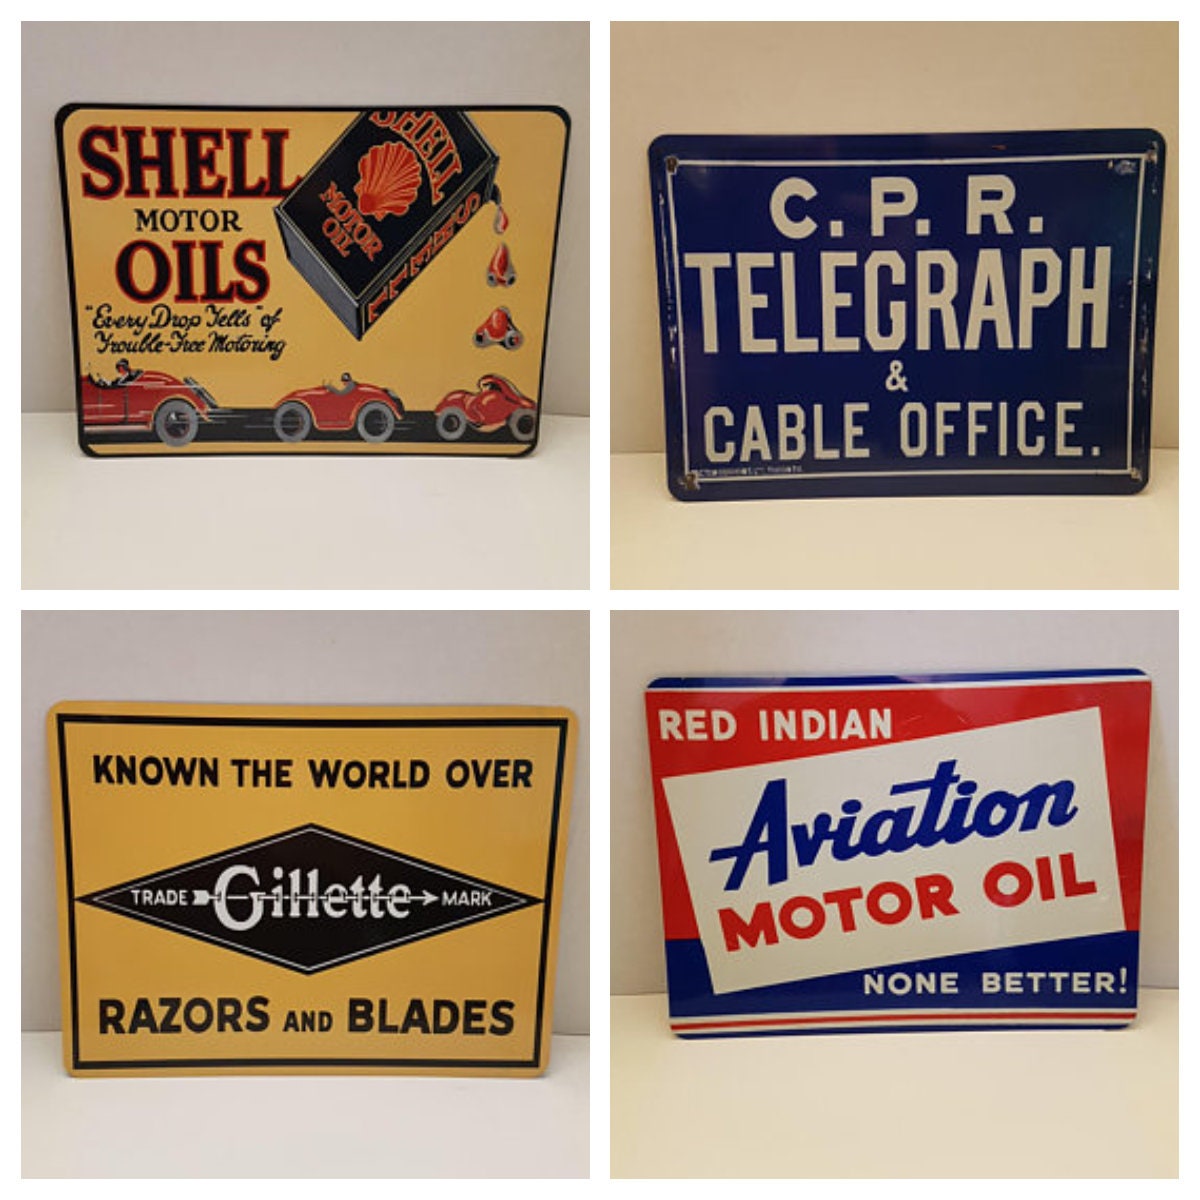 SHELL
MOTOR
OILS
"Every Drop Tells" of
Trouble-Free Motoring
SHELL
MOTOR
OIL
C. P. R.
TELEGRAPH
&
CABLE OFFICE.
KNOWN THE WORLD OVER
TRADE Gillette MARK
RAZORS AND BLADES
RED INDIAN
Aviation
MOTOR OIL
NONE BETTER!